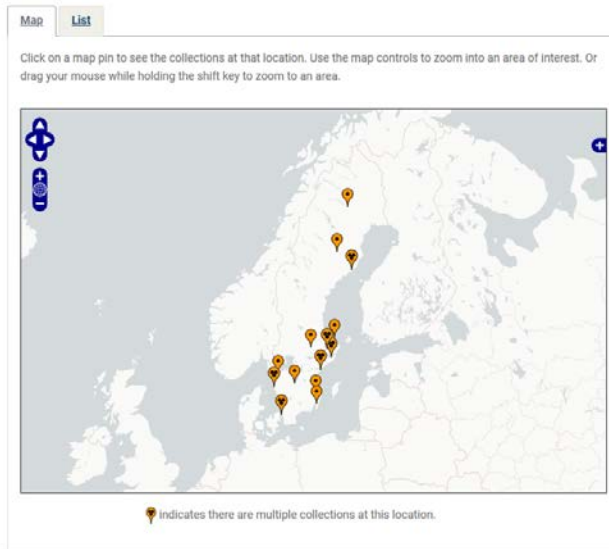 Map List
Click on a map pin to see the collections at that location. Use the map controls to zoom into an area of interest. Or
drag your mouse while holding the shift key to zoom to an area.
indicates there are multiple collections at this location.